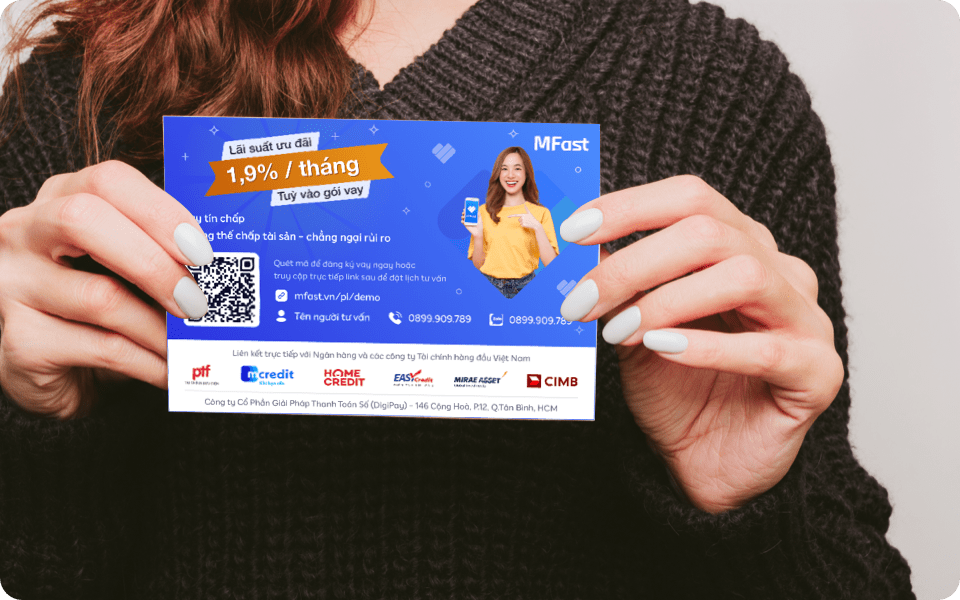 MFast
Lãi suất ưu đãi
1,9% / tháng
Tuỳ vào gói vay
tín chấp
thế chấp tài sản - chẳng ngại rủi ro
Quét mã để đăng ký vay ngay hoặc
truy cập trực tiếp link sau để đặt lịch tư vấn
mfast.vn/pl/demo
Tên người tư vấn 0899.909.789 0899.909.789
Liên kết trực tiếp với Ngân hàng và các công ty Tài chính hàng đầu Việt Nam
ptf mcredit HOME CREDIT EASY Credit MIRAE ASSET CIMB
Công ty Cổ Phần Giải Pháp Thanh Toán Số (DigiPay) - 146 Cộng Hoà, P.12, Q.Tân Bình, HCM